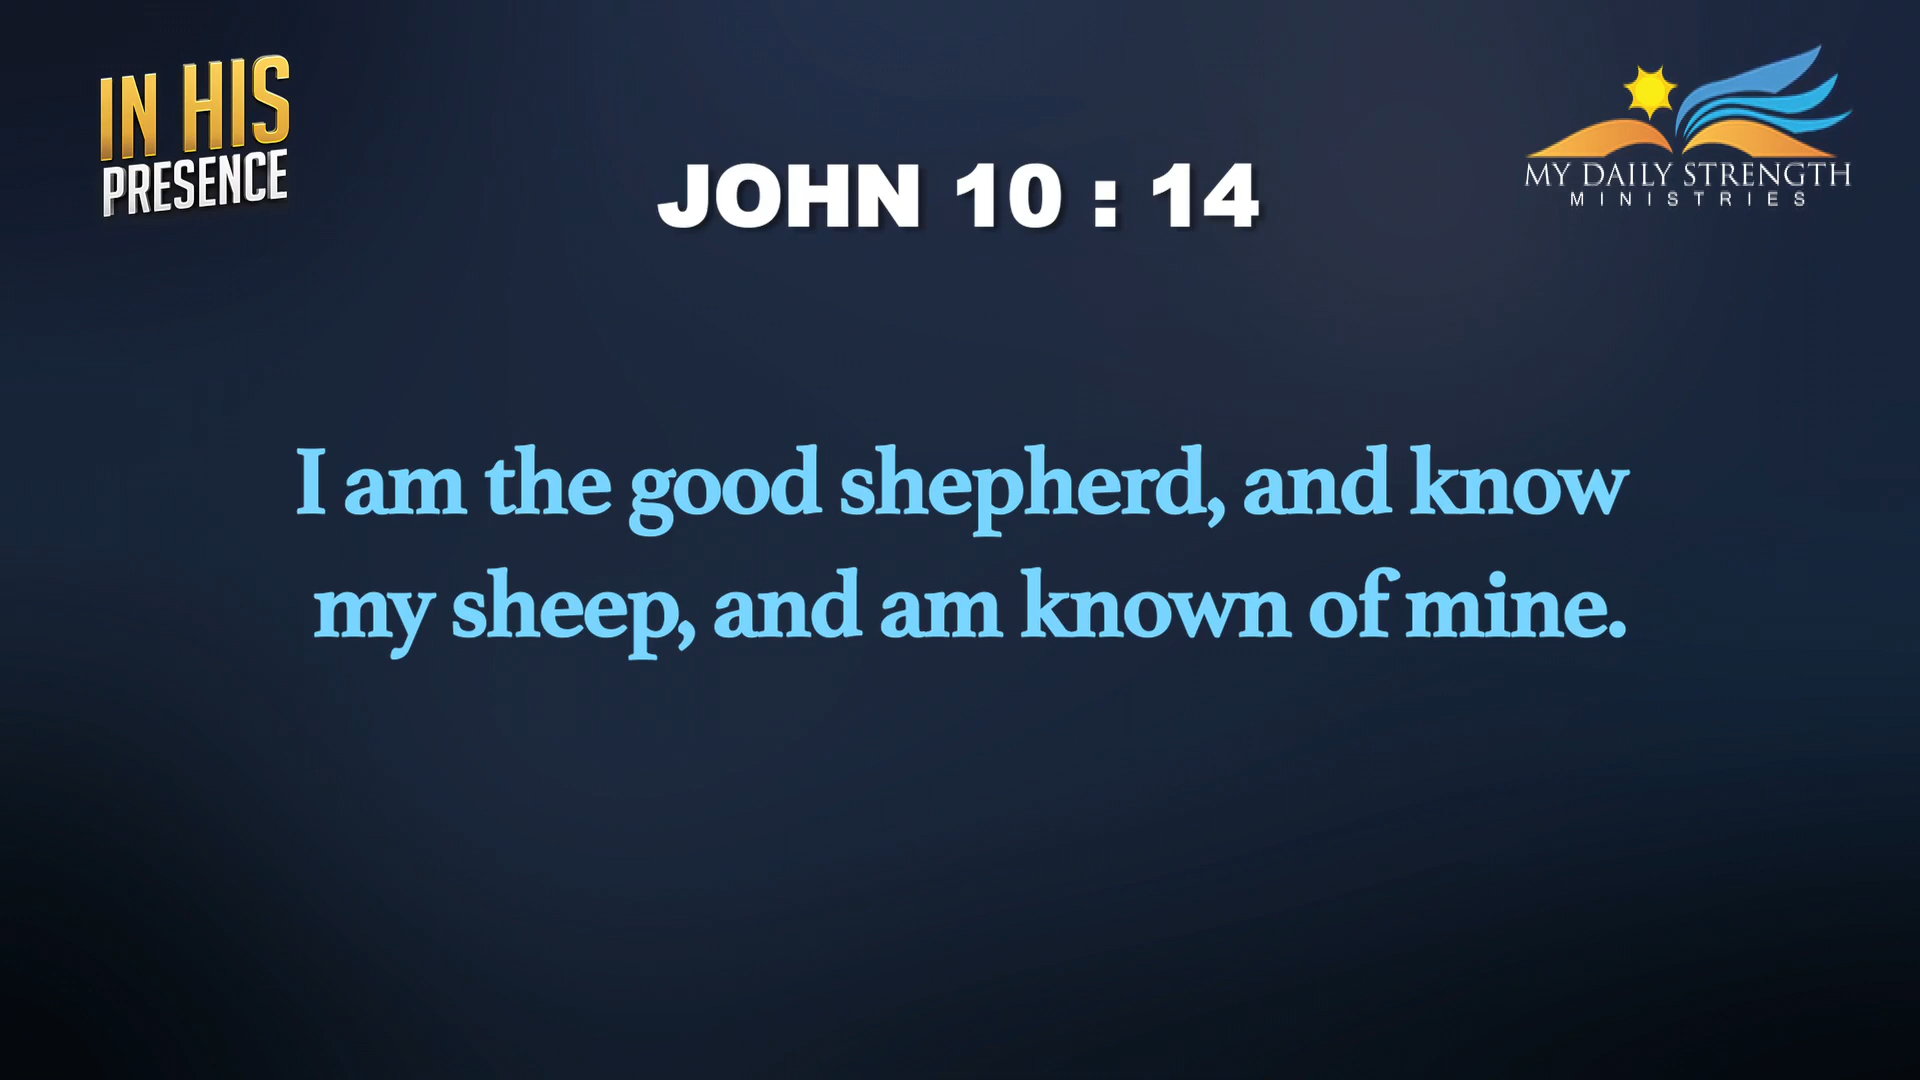 IN HIS
PRESENCE
MY DAILY STRENGTH
MINISTRIES
JOHN 10 : 14
I am the good shepherd, and know
my sheep, and am known of mine.